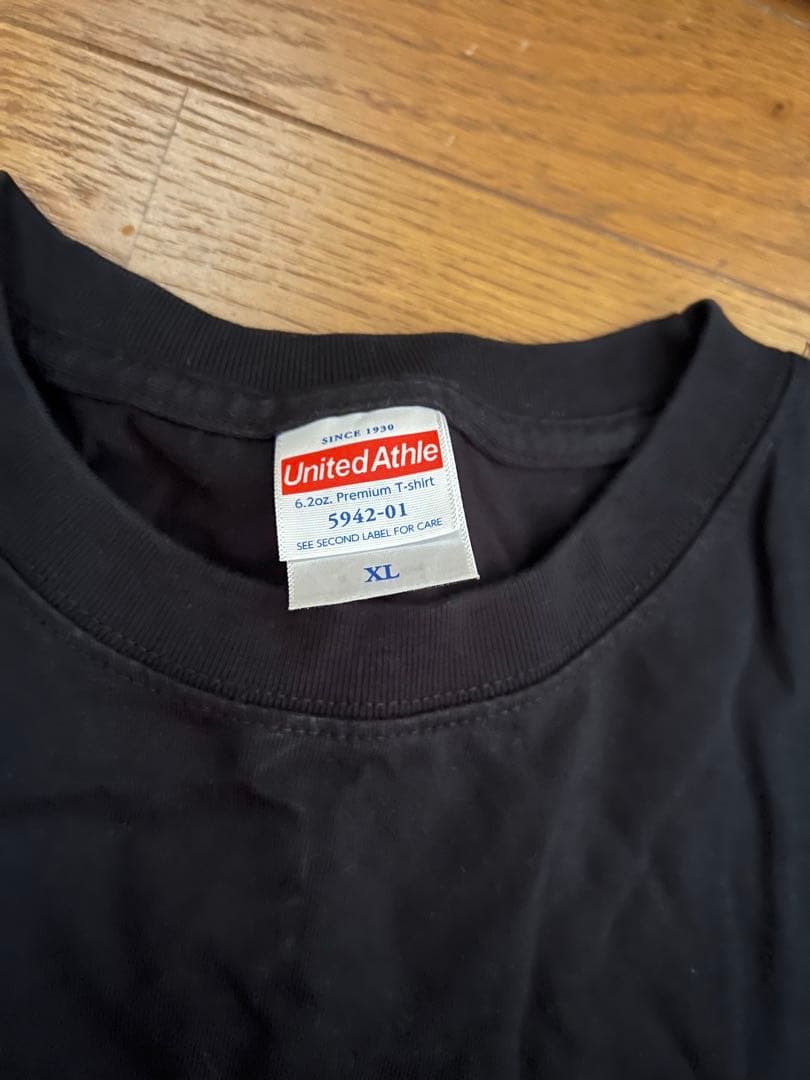 SINCE 1930
United Athle
6.2oz. Premium T-shirt
5942-01
SEE SECOND LABEL FOR CARE
XL